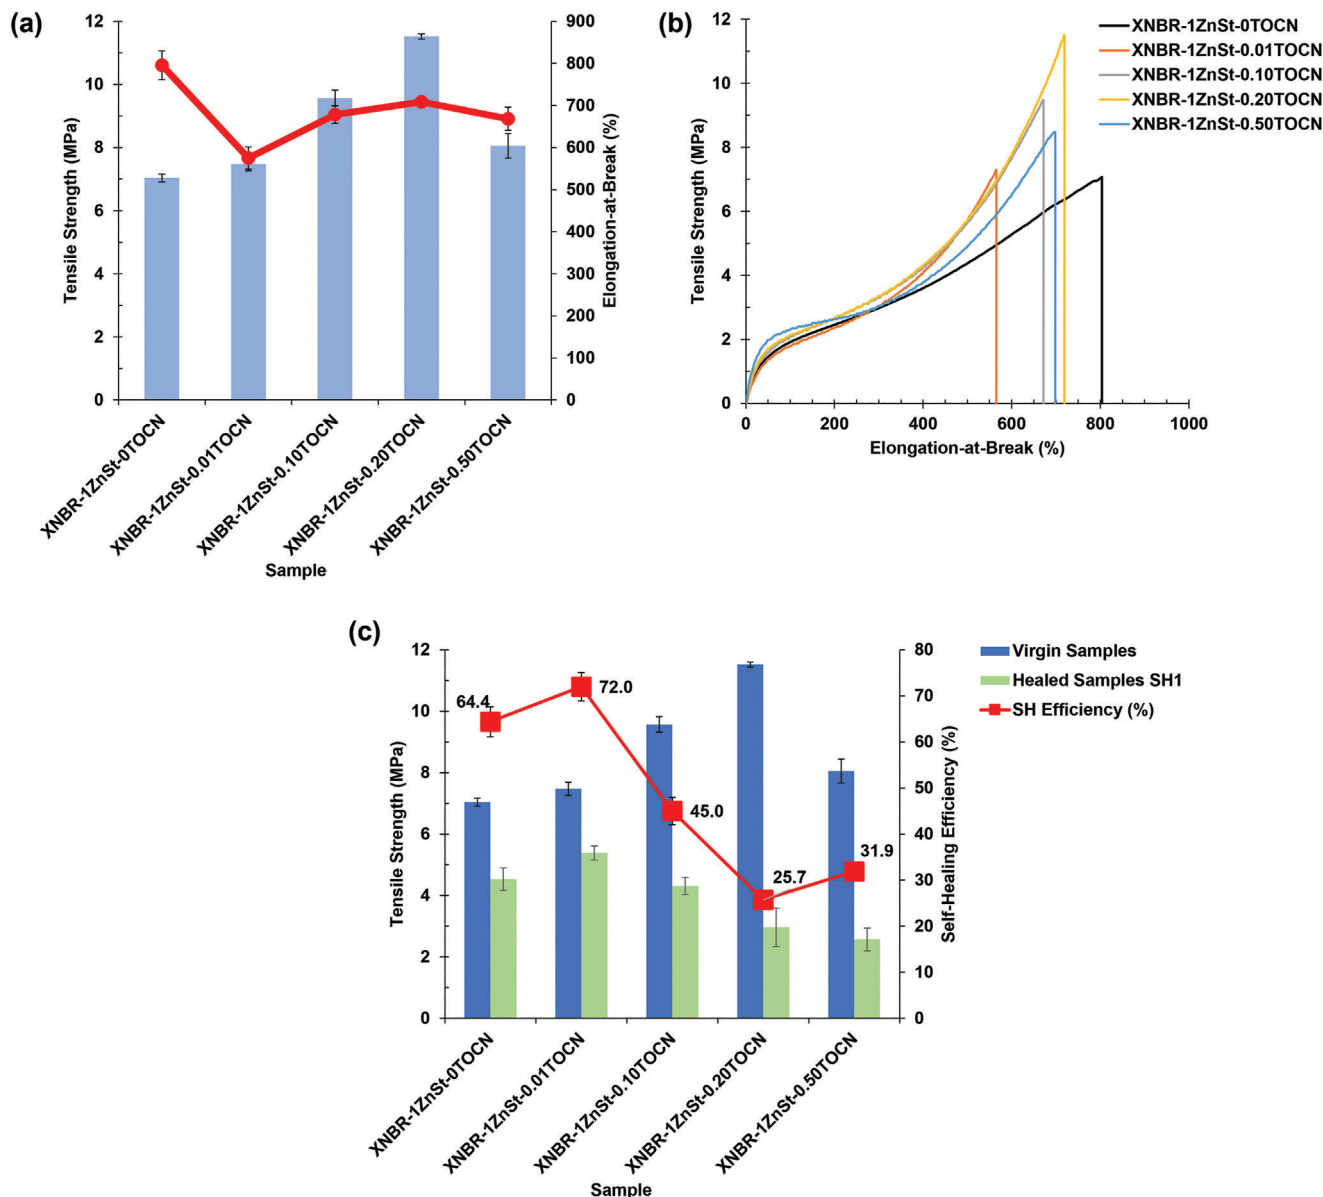 (a)
12
10
8
6
4
2
0
Tensile Strength (MPa)
900
800
700
600
500
400
300
200
100
0
Elongation-at-Break (%)
XNBR-1ZnSt-0TOCN
XNBR-1ZnSt-0.01TOCN
XNBR-1ZnSt-0.10TOCN
XNBR-1ZnSt-0.20TOCN
XNBR-1ZnSt-0.50TOCN
Sample
(b)
12
10
8
6
4
2
0
Tensile Strength (MPa)
0 200 400 600 800 1000
Elongation-at-Break (%)
XNBR-1ZnSt-0TOCN
XNBR-1ZnSt-0.01TOCN
XNBR-1ZnSt-0.10TOCN
XNBR-1ZnSt-0.20TOCN
XNBR-1ZnSt-0.50TOCN
(c)
12
10
8
6
4
2
0
Tensile Strength (MPa)
64.4
72.0
45.0
25.7
31.9
80
70
60
50
40
30
20
10
0
Self-Healing Efficiency (%)
Virgin Samples
Healed Samples SH1
SH Efficiency (%)
XNBR-1ZnSt-0TOCN
XNBR-1ZnSt-0.01TOCN
XNBR-1ZnSt-0.10TOCN
XNBR-1ZnSt-0.20TOCN
XNBR-1ZnSt-0.50TOCN
Sample